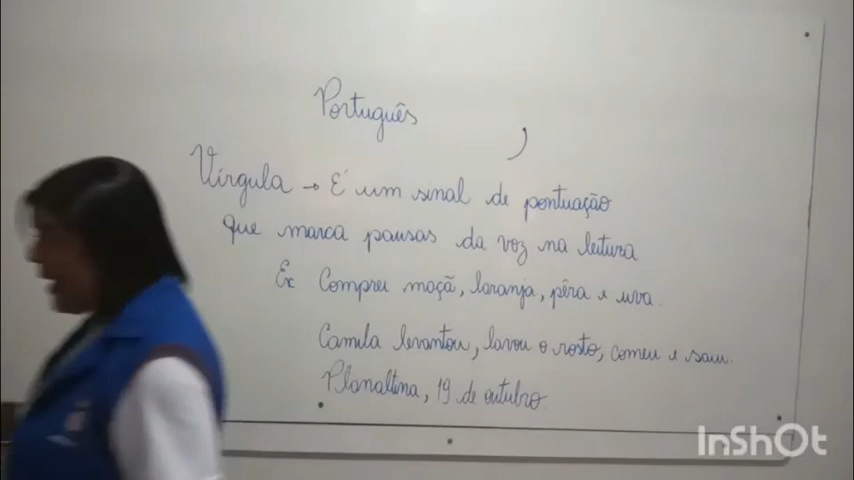 Português
,
Vírgula → É um sinal de pontuação
que marca pausas da voz na leitura
Ex Comprei maçã, laranja, pêra e uva.
Camila levantou, lavou o rosto, comeu e saiu.
Planaltina, 19 de outubro.
InShOt